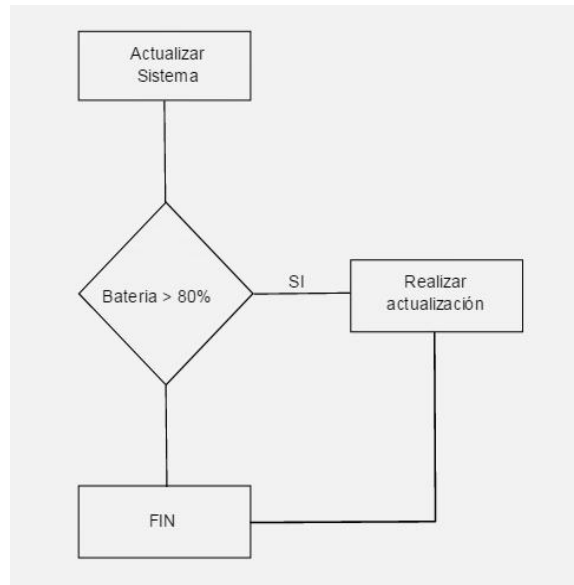 Actualizar
Sistema
Bateria > 80%
SI
Realizar
actualización
FIN